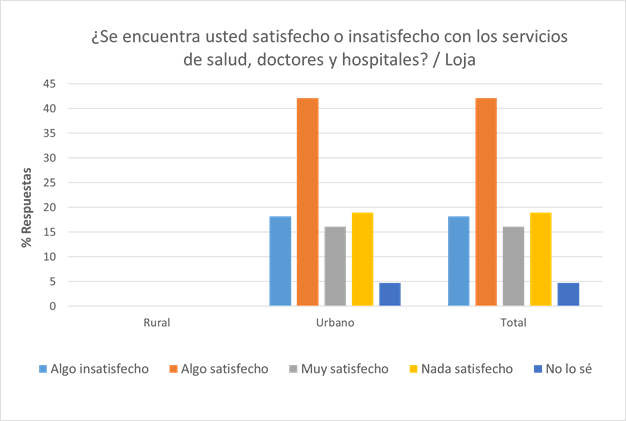 ¿Se encuentra usted satisfecho o insatisfecho con los servicios
de salud, doctores y hospitales? / Loja
% Respuestas
45
40
35
30
25
20
15
10
5
0
Rural Urbano Total
Algo insatisfecho Algo satisfecho Muy satisfecho Nada satisfecho No lo sé